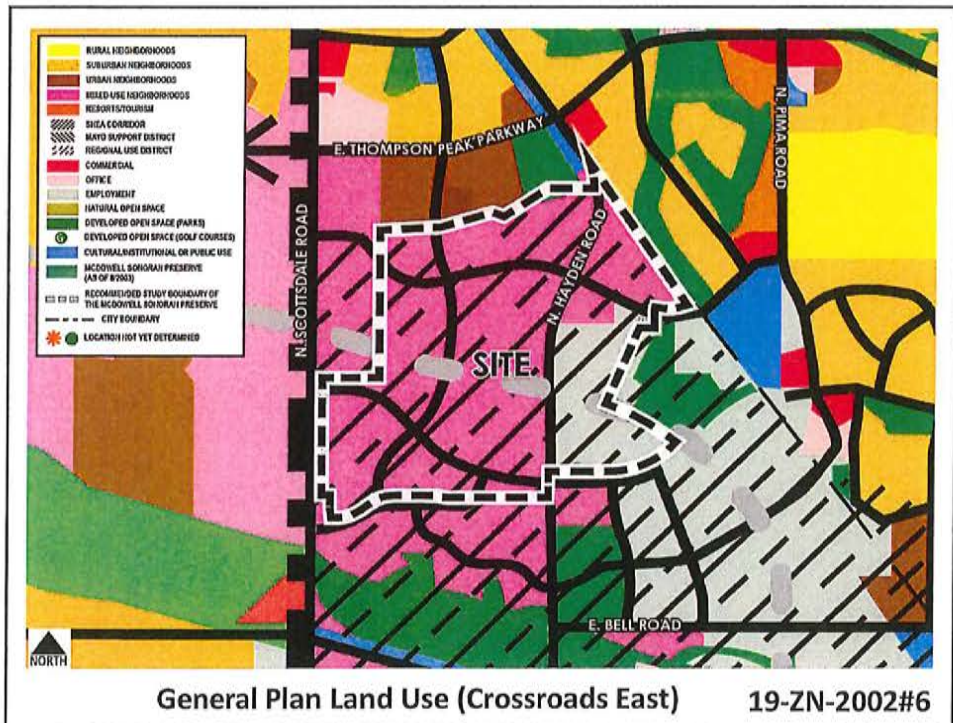 RURAL NEIGHBORHOODS
SUBURBAN NEIGHBORHOODS
URBAN NEIGHBORHOODS
MIXED-USE NEIGHBORHOODS
RESORTS/TOURISM
SHEA CORRIDOR
MAYO SUPPORT DISTRICT
REGIONAL USE DISTRICT
COMMERCIAL
OFFICE
EMPLOYMENT
NATURAL OPEN SPACE
DEVELOPED OPEN SPACE (PARKS)
DEVELOPED OPEN SPACE (GOLF COURSES)
CULTURAL/INSTITUTIONAL OR PUBLIC USE
MCDOWELL SONORAN PRESERVE
(AS OF 8/2003)
RECOMMENDED STUDY BOUNDARY OF
THE MCDOWELL SONORAN PRESERVE
CITY BOUNDARY
LOCATION NOT YET DETERMINED
E. THOMPSON PEAK PARKWAY
N. PIMA ROAD
N. SCOTTSDALE ROAD
N. HAYDEN ROAD
SITE
E. BELL ROAD
NORTH
General Plan Land Use (Crossroads East) 19-ZN-2002#6